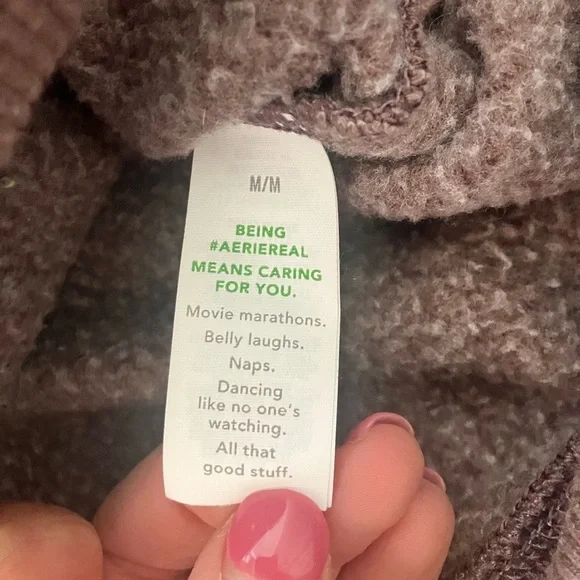 M/M
BEING
#AERIEREAL
MEANS CARING
FOR YOU.
Movie marathons.
Belly laughs.
Naps.
Dancing
like no one's
watching.
All that
good stuff.